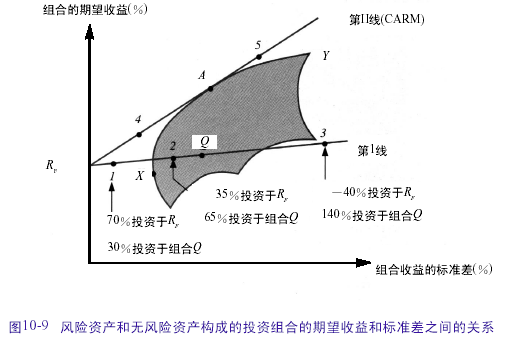 组合的期望收益(%)
第II线(CARM)
5
Y
A
4
Q
2
3
第I线
R_F
1
X
35%投资于R_F
65%投资于组合Q
-40%投资于R_F
140%投资于组合Q
70%投资于R_F
30%投资于组合Q
组合收益的标准差(%)
图10-9 风险资产和无风险资产构成的投资组合的期望收益和标准差之间的关系